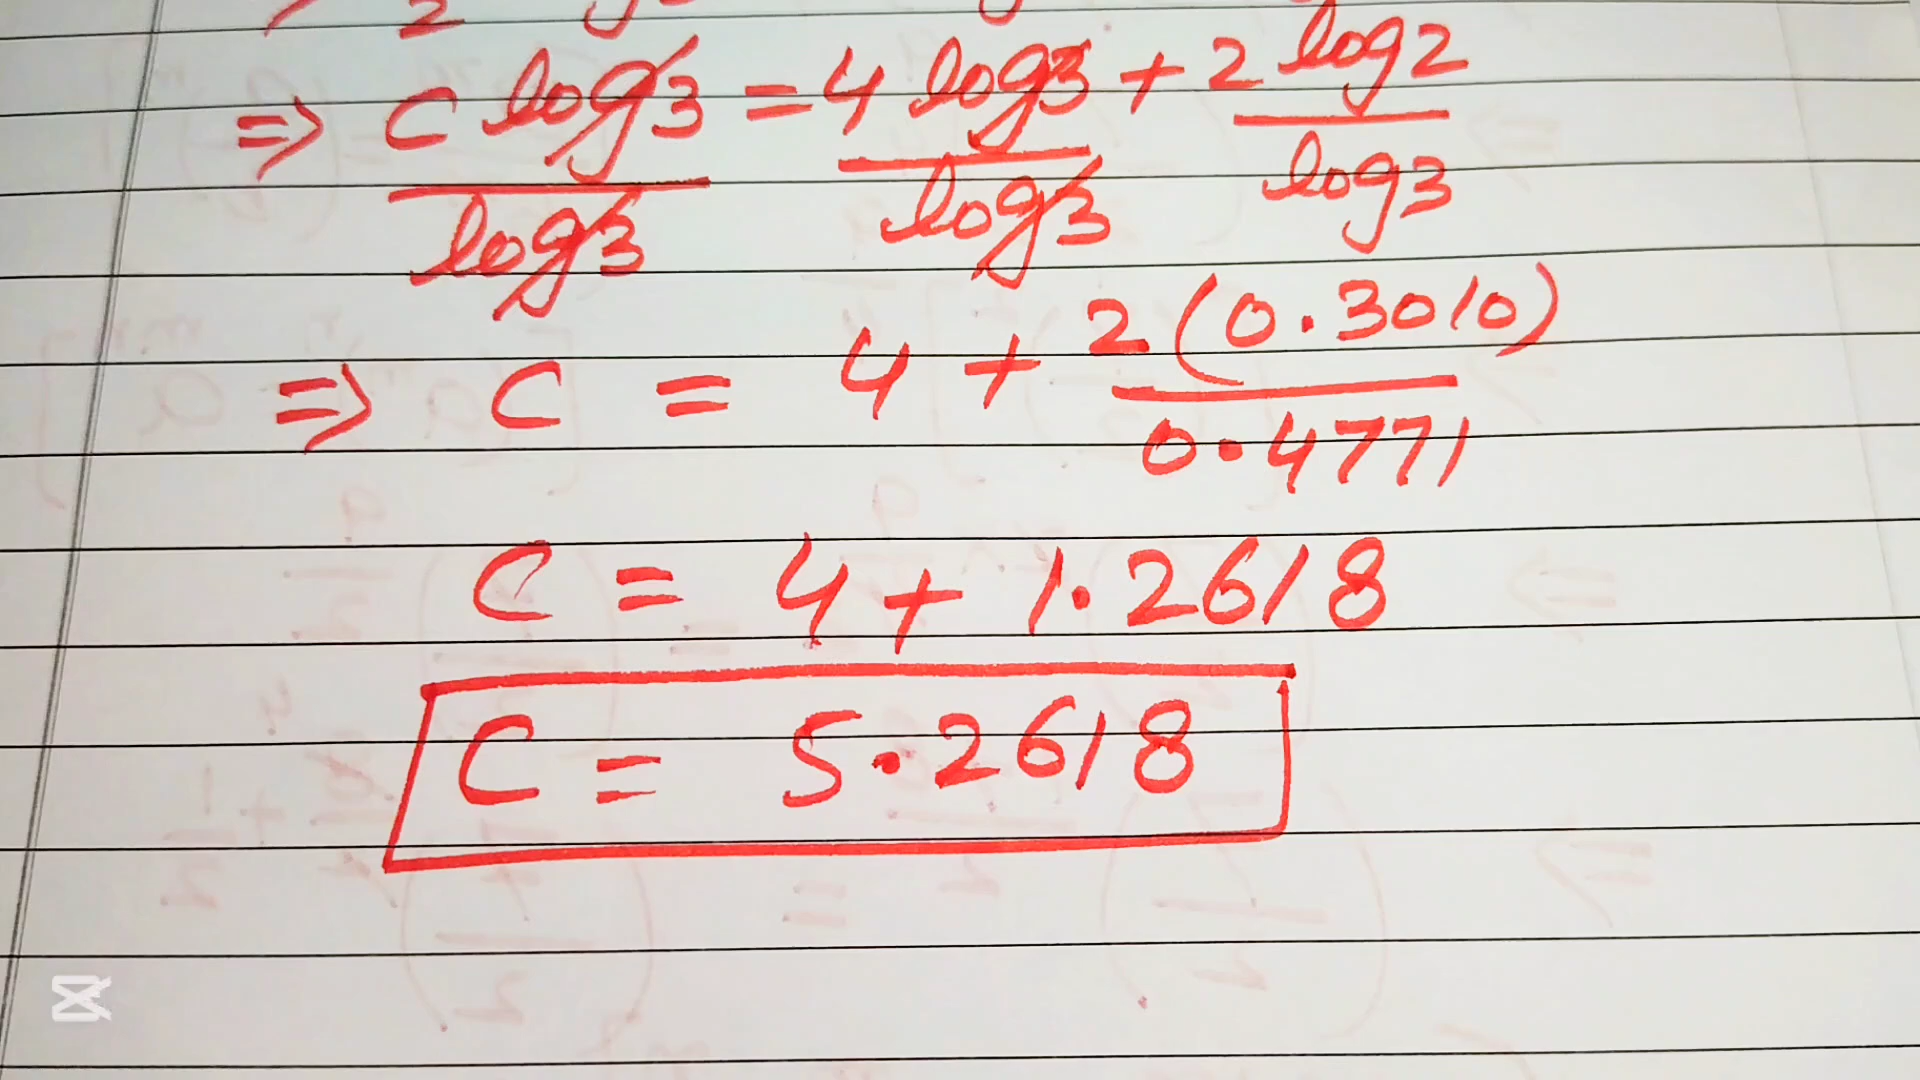 ⇒ C log3 = 4 log3 + 2 log2
log3 log3 log3
⇒ C = 4 + 2(0.3010)
0.4771
C = 4 + 1.2618
C = 5.2618